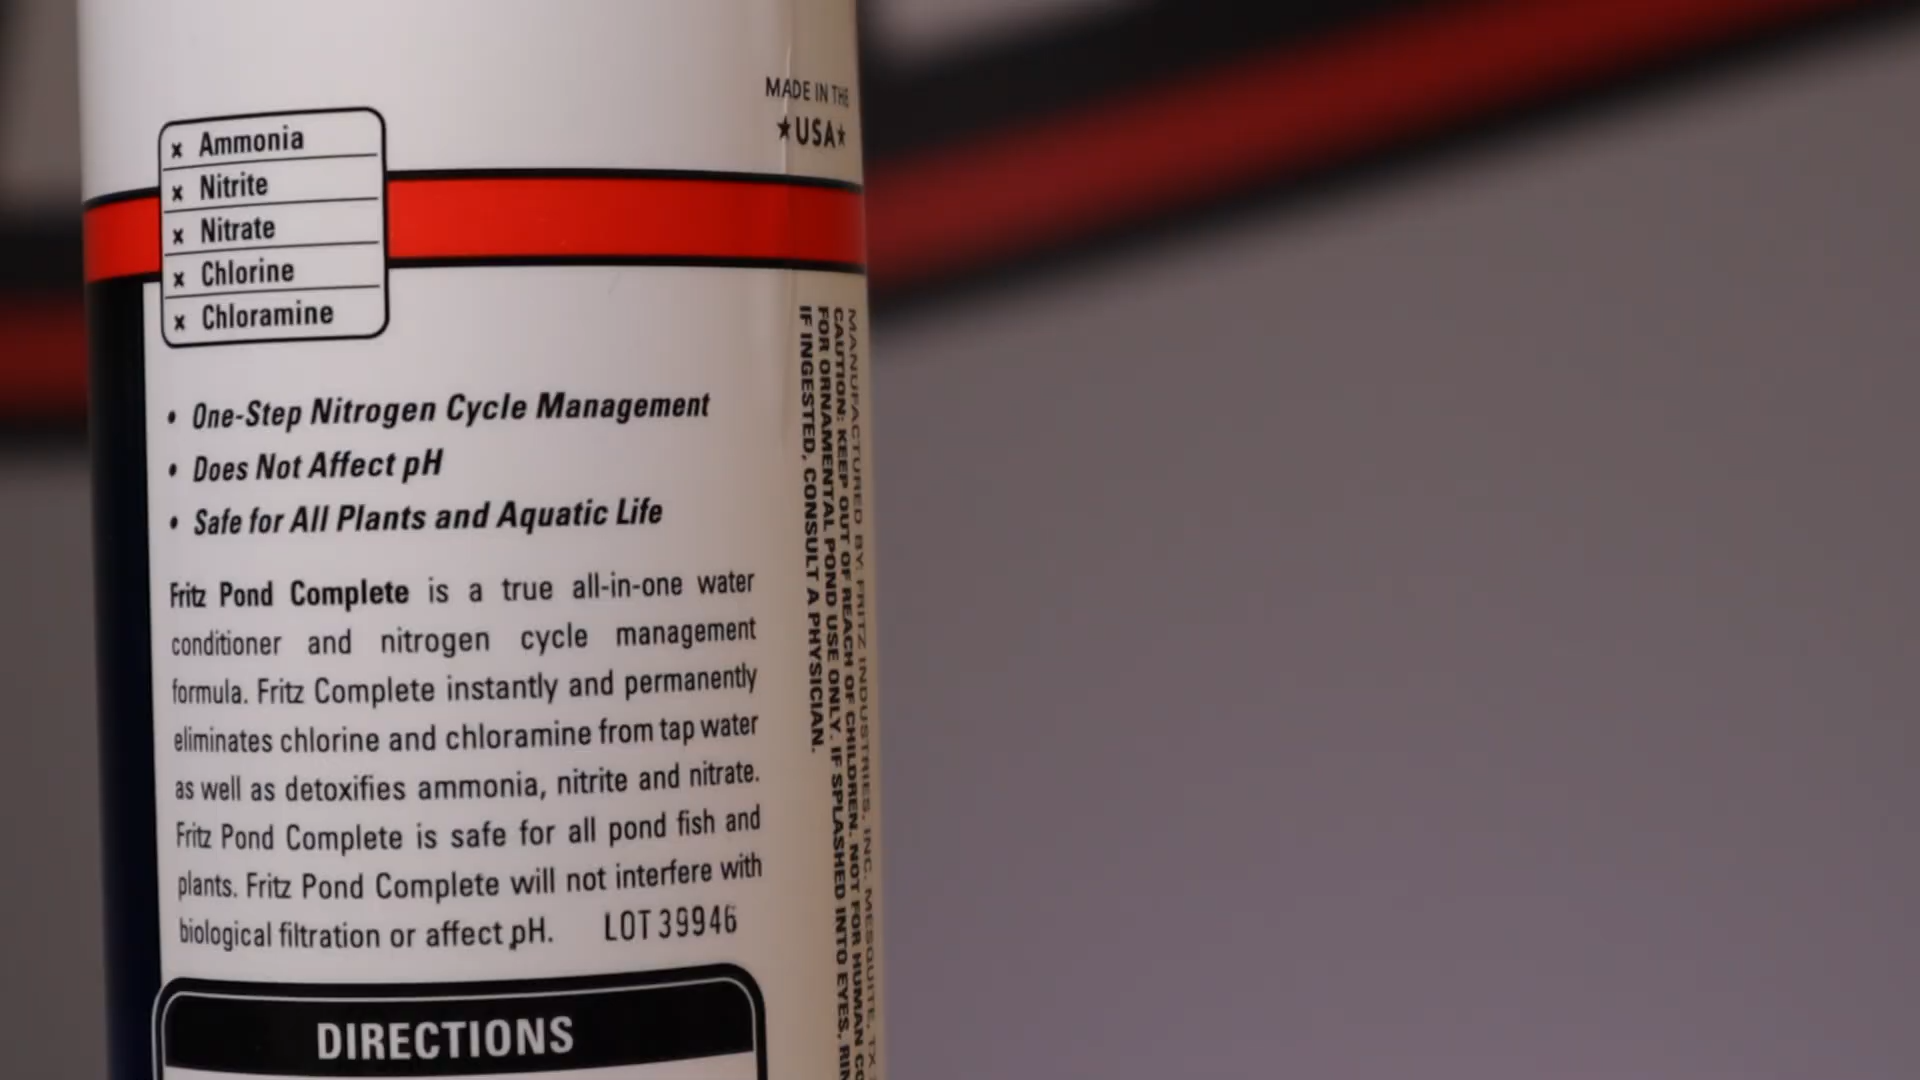 MADE IN THE
★USA★
x Ammonia
x Nitrite
x Nitrate
x Chlorine
x Chloramine
• One-Step Nitrogen Cycle Management
• Does Not Affect pH
• Safe for All Plants and Aquatic Life
Fritz Pond Complete is a true all-in-one water
conditioner and nitrogen cycle management
formula. Fritz Complete instantly and permanently
eliminates chlorine and chloramine from tap water
as well as detoxifies ammonia, nitrite and nitrate.
Fritz Pond Complete is safe for all pond fish and
plants. Fritz Pond Complete will not interfere with
biological filtration or affect pH. LOT 39946
DIRECTIONS
MANUFACTURED BY: FRITZ INDUSTRIES, INC. MESQUITE, TX
CAUTION: KEEP OUT OF REACH OF CHILDREN. NOT FOR HUMAN
FOR ORNAMENTAL POND USE ONLY. IF SPLASHED INTO EYES,
IF INGESTED, CONSULT A PHYSICIAN.